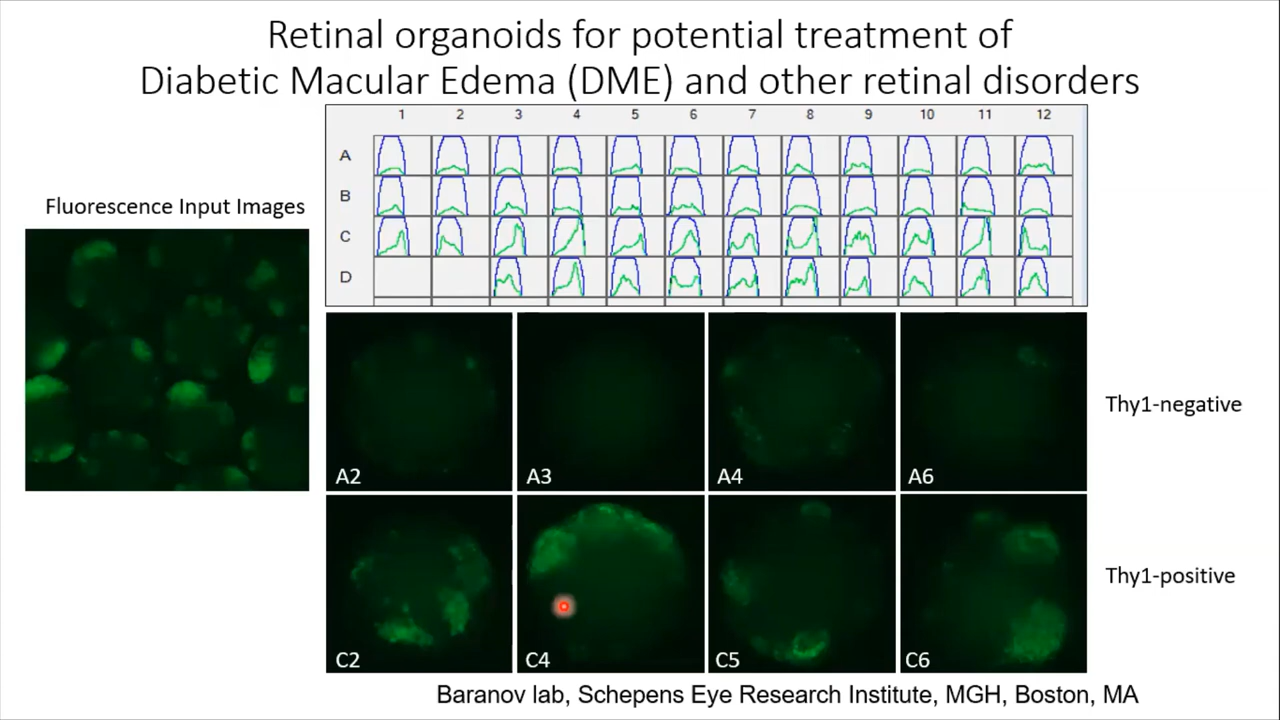 Retinal organoids for potential treatment of
Diabetic Macular Edema (DME) and other retinal disorders
1 2 3 4 5 6 7 8 9 10 11 12
A
B
C
D
Fluorescence Input Images
A2 A3 A4 A6
Thy1-negative
C2 C4 C5 C6
Thy1-positive
Baranov lab, Schepens Eye Research Institute, MGH, Boston, MA